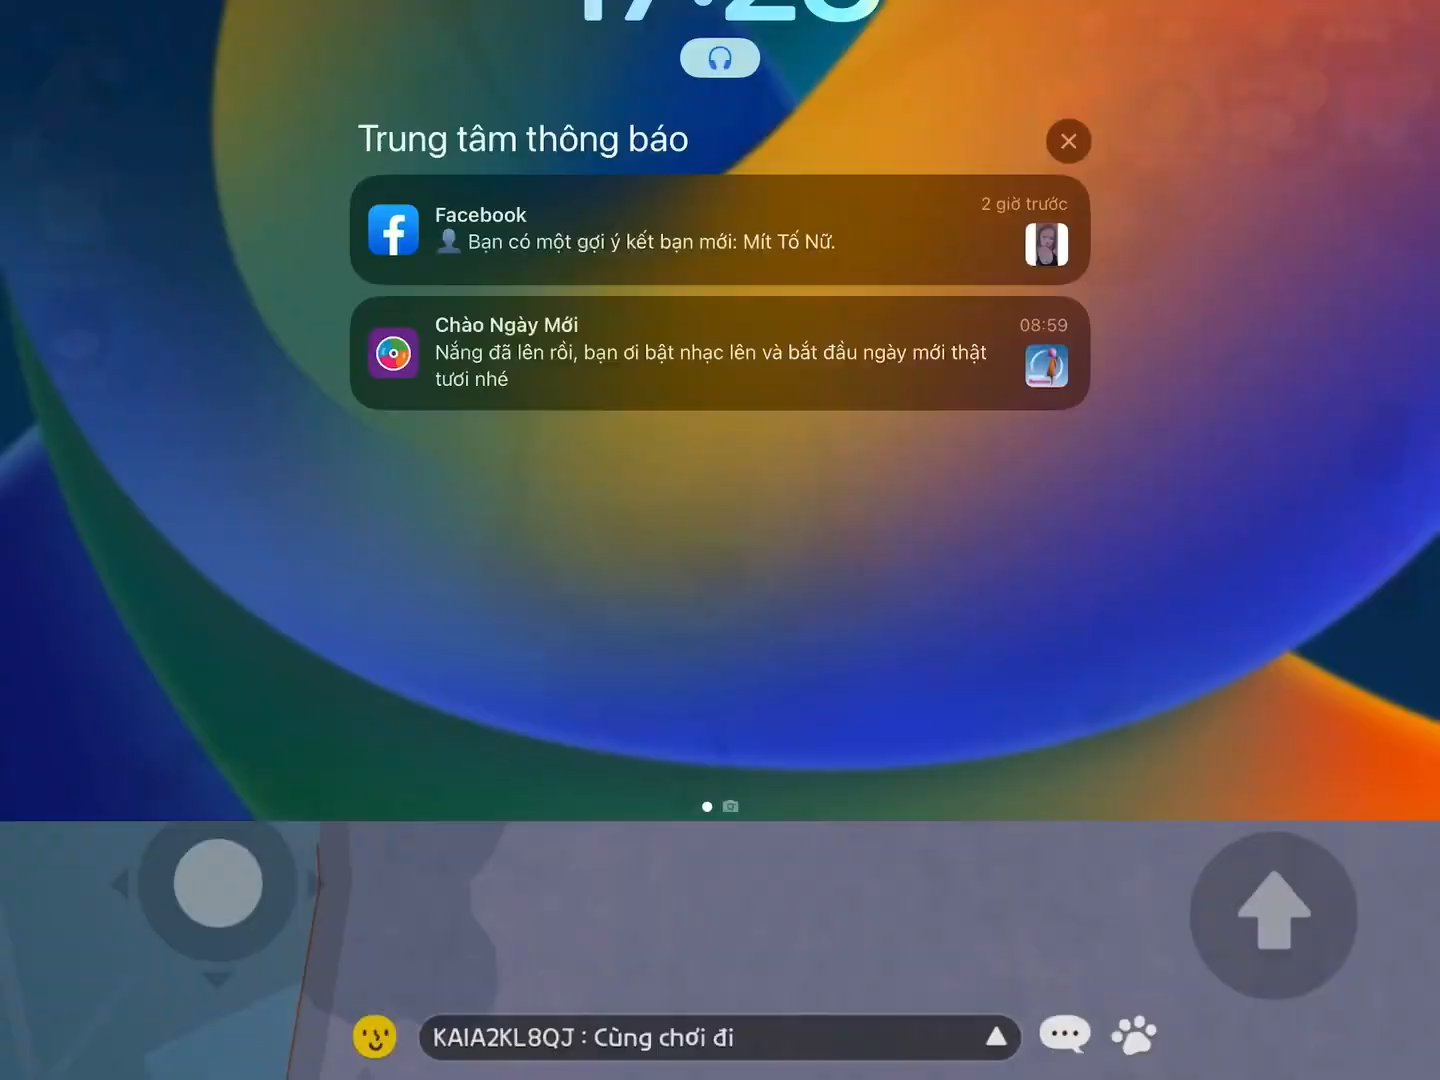 Trung tâm thông báo
Facebook
2 giờ trước
👤 Bạn có một gợi ý kết bạn mới: Mít Tố Nữ.
Chào Ngày Mới
08:59
Nắng đã lên rồi, bạn ơi bật nhạc lên và bắt đầu ngày mới thật
tươi nhé
KAIA2KL8QJ : Cùng chơi đi